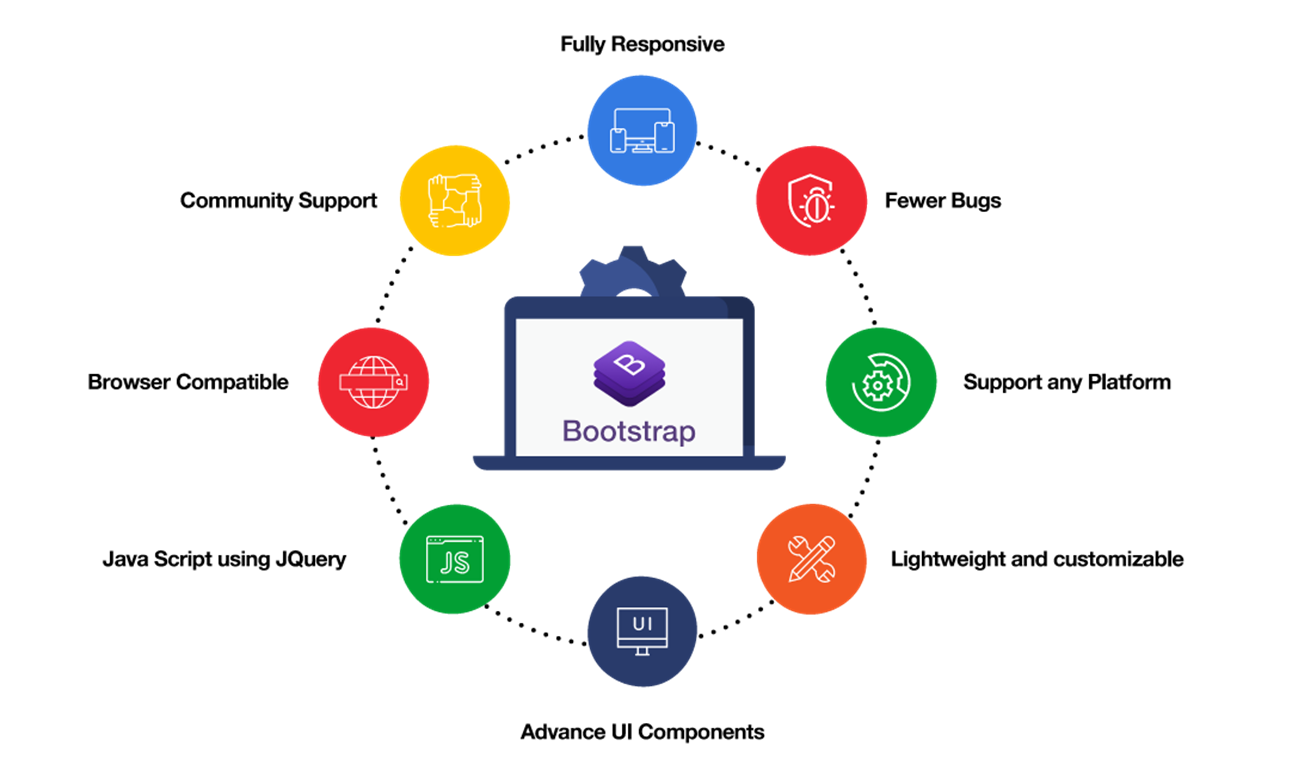 Fully Responsive
Community Support
Fewer Bugs
B
Bootstrap
Browser Compatible
Support any Platform
Java Script using JQuery
JS
Lightweight and customizable
UI
Advance UI Components